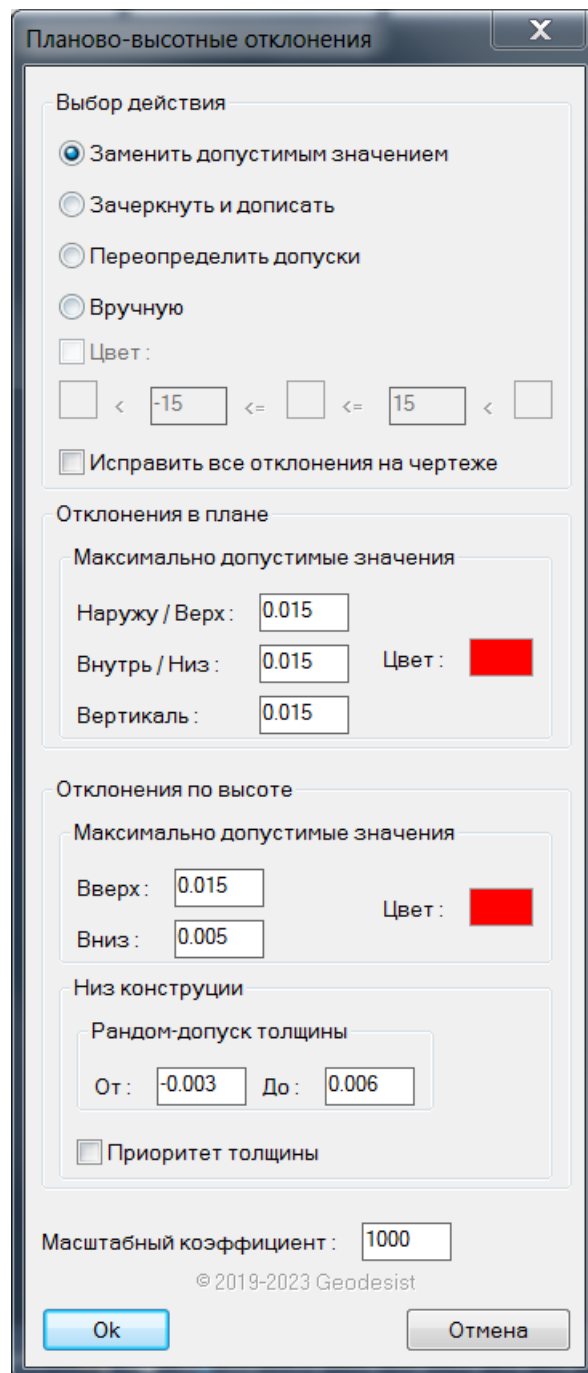 Планово-высотные отклонения
X
Выбор действия
Заменить допустимым значением
Зачеркнуть и дописать
Переопределить допуски
Вручную
Цвет :
< -15 <= <= 15 <
Исправить все отклонения на чертеже
Отклонения в плане
Максимально допустимые значения
Наружу / Верх : 0.015
Внутрь / Низ : 0.015 Цвет :
Вертикаль : 0.015
Отклонения по высоте
Максимально допустимые значения
Вверх : 0.015
Цвет :
Вниз : 0.005
Низ конструции
Рандом-допуск толщины
От : -0.003 До : 0.006
Приоритет толщины
Масштабный коэффициент : 1000
© 2019-2023 Geodesist
Ok Отмена